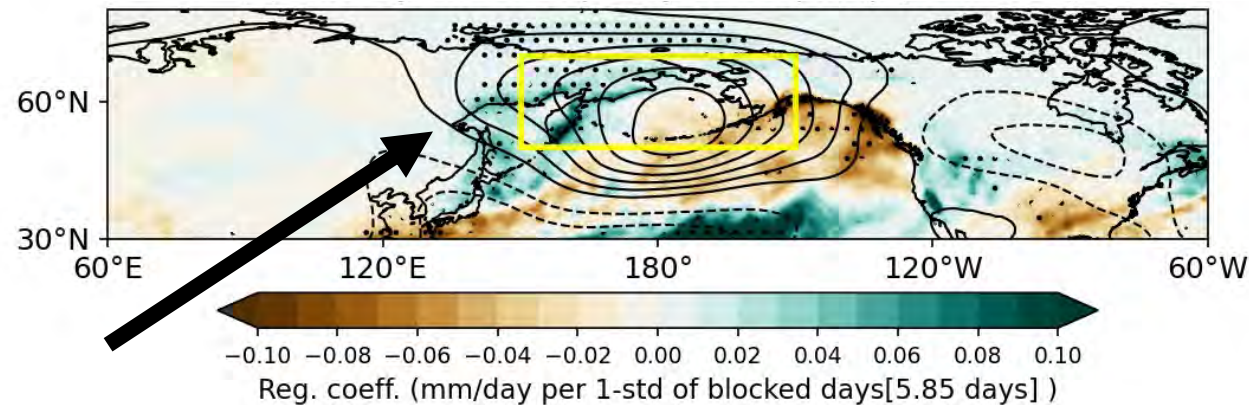 60°N
30°N
60°E 120°E 180° 120°W 60°W
−0.10 −0.08 −0.06 −0.04 −0.02 0.00 0.02 0.04 0.06 0.08 0.10
Reg. coeff. (mm/day per 1-std of blocked days[5.85 days] )